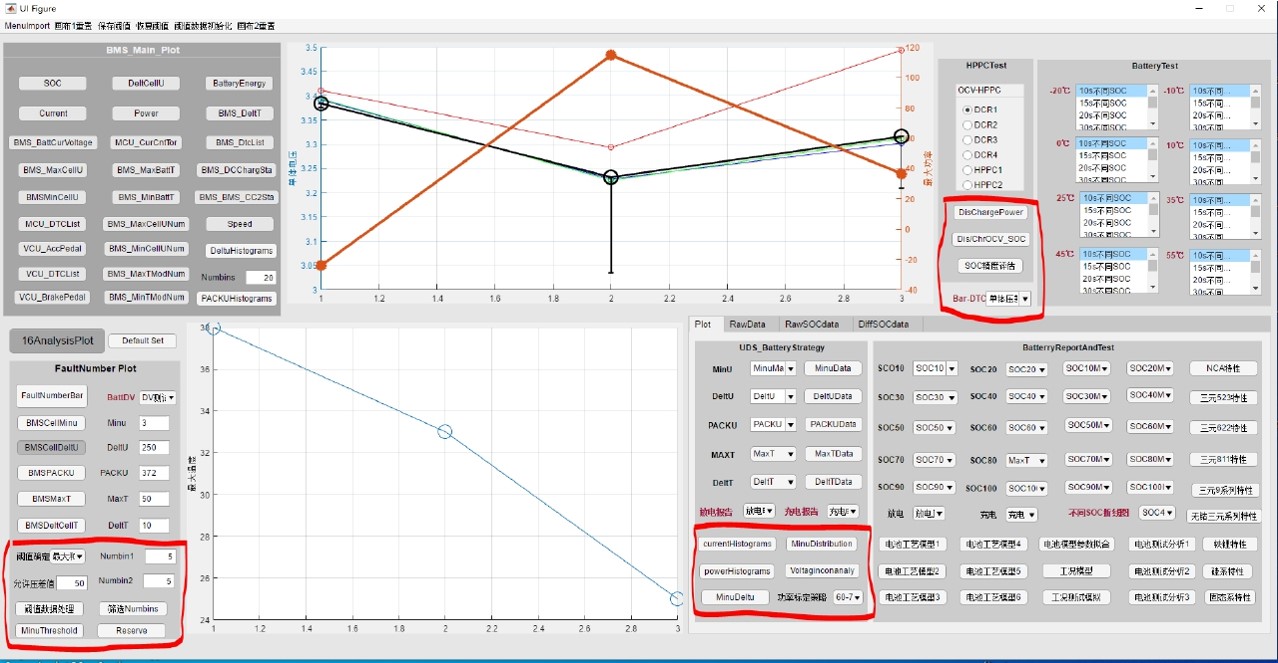 UI Figure
MenuImport 画布1重置 保存阈值 恢复阈值 阈值数据初始化 画布2重置
BMS_Main_Plot
SOC DeltCellU BatteryEnergy
Current Power BMS_DeltT
BMS_BattCurVoltage MCU_CurCntTor BMS_DtcList
BMS_MaxCellU BMS_MaxBattT BMS_DCChargSta
BMSMinCellU BMS_MinBattT BMS_BMS_CC2Sta
MCU_DTCList BMS_MaxCellUNum Speed
VCU_AccPedal BMS_MinCellUNum DeltuHistograms
VCU_DTCList BMS_MaxTModNum Numbins 20
VCU_BrakePedal BMS_MinTModNum PACKUHistograms
3.5
3.45
3.4
3.35
3.3
3.25
3.2
3.15
3.1
3.05
3
单体电压
1 1.2 1.4 1.6 1.8 2 2.2 2.4 2.6 2.8 3
120
100
80
60
40
20
0
-20
-40
最大功率
HPPCTest
OCV-HPPC
DCR1
DCR2
DCR3
DCR4
HPPC1
HPPC2
DisChargePower
Dis/ChrOCV_SOC
SOC精度评估
Bar-DTC 单体压
BatteryTest
-20℃ 10s不同SOC 15s不同SOC 20s不同SOC 30s不同SOC
-10℃ 10s不同... 15s不同... 20s不同... 30s不同...
0℃ 10s不同SOC 15s不同SOC 20s不同SOC 30s不同SOC
10℃ 10s不同... 15s不同... 20s不同... 30s不同...
25℃ 10s不同SOC 15s不同SOC 20s不同SOC 30s不同SOC
35℃ 10s不同... 15s不同... 20s不同... 30s不同...
45℃ 10s不同SOC 15s不同SOC 20s不同SOC 30s不同SOC
55℃ 10s不同... 15s不同... 20s不同... 30s不同...
16AnalysisPlot Default Set
FaultNumber Plot
FaultNumberBar BattDV DV测试
BMSCellMinu Minu 3
BMSCellDeltU DeltU 250
BMSPACKU PACKU 372
BMSMaxT MaxT 50
BMSDeltCellT DeltT 10
阈值确定 最大和 Numbin1 5
允许压差值 50 Numbin2 5
阈值数据处理 筛选Numbins
MinuThreshold Reserve
38
36
34
32
30
28
26
24
最大温度
1 1.2 1.4 1.6 1.8 2 2.2 2.4 2.6 2.8 3
Plot RawData RawSOCdata DiffSOCdata
UDS_BatteryStrategy
MinU MinuMa MinuData
DeltU DeltU DeltUData
PACKU PACKU PACKUData
MAXT MaxT MaxTData
DeltT DeltT DeltTData
放电报告 放电 充电报告 充电
currentHistograms MinuDistribution
powerHistograms Voltageinconanaly
MinuDeltu 功率标定策略 60-7
BatterryReportAndTest
SCO10 SOC10 SOC20 SOC20 SOC10M SOC20M NCA特性
SOC30 SOC30 SOC40 SOC40 SOC30M SOC40M 三元523特性
SOC50 SOC50 SOC60 SOC60 SOC50M SOC60M 三元622特性
SOC70 SOC70 SOC80 MaxT SOC70M SOC80M 三元811特性
SOC90 SOC90 SOC100 SOC10 SOC90M SOC100 三元9系列特性
放电 放电 充电 充电 不同SOC折线图 SOC4 无钴三元系列特性
电池工艺模型1 电池工艺模型4 电池模型参数拟合 电池测试分析1 铁锂特性
电池工艺模型2 电池工艺模型5 工况模型 电池测试分析2 硅系特性
电池工艺模型3 电池工艺模型6 工况测试模拟 电池测试分析3 固态系特性